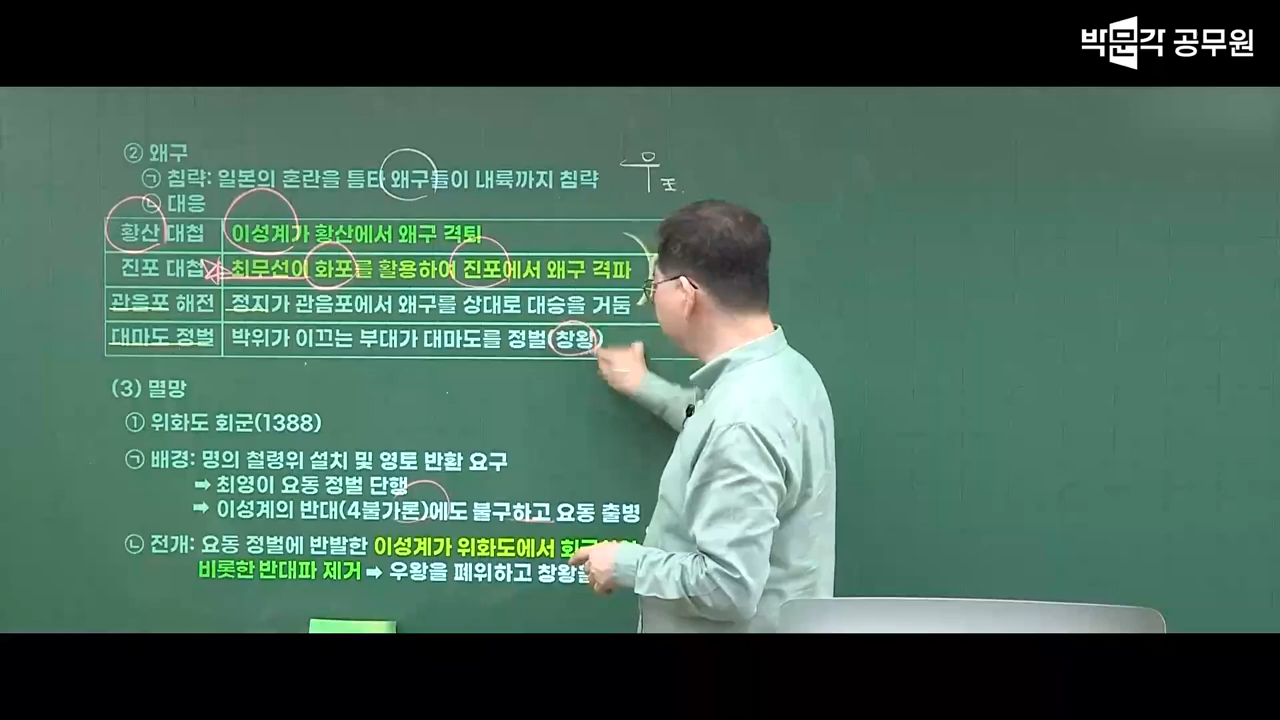 박문각 공무원
② 왜구
㉠ 침략: 일본의 혼란을 틈타 왜구들이 내륙까지 침략
우
㉡ 대응
황산 대첩 이성계가 황산에서 왜구 격퇴
진포 대첩 최무선이 화포를 활용하여 진포에서 왜구 격파
관음포 해전 정지가 관음포에서 왜구를 상대로 대승을 거둠
대마도 정벌 박위가 이끄는 부대가 대마도를 정벌(창왕)
(3) 멸망
① 위화도 회군(1388)
㉠ 배경: 명의 철령위 설치 및 영토 반환 요구
➡ 최영이 요동 정벌 단행
➡ 이성계의 반대(4불가론)에도 불구하고 요동 출병
㉡ 전개: 요동 정벌에 반발한 이성계가 위화도에서
비롯한 반대파 제거 ➡ 우왕을 폐위하고 창왕을